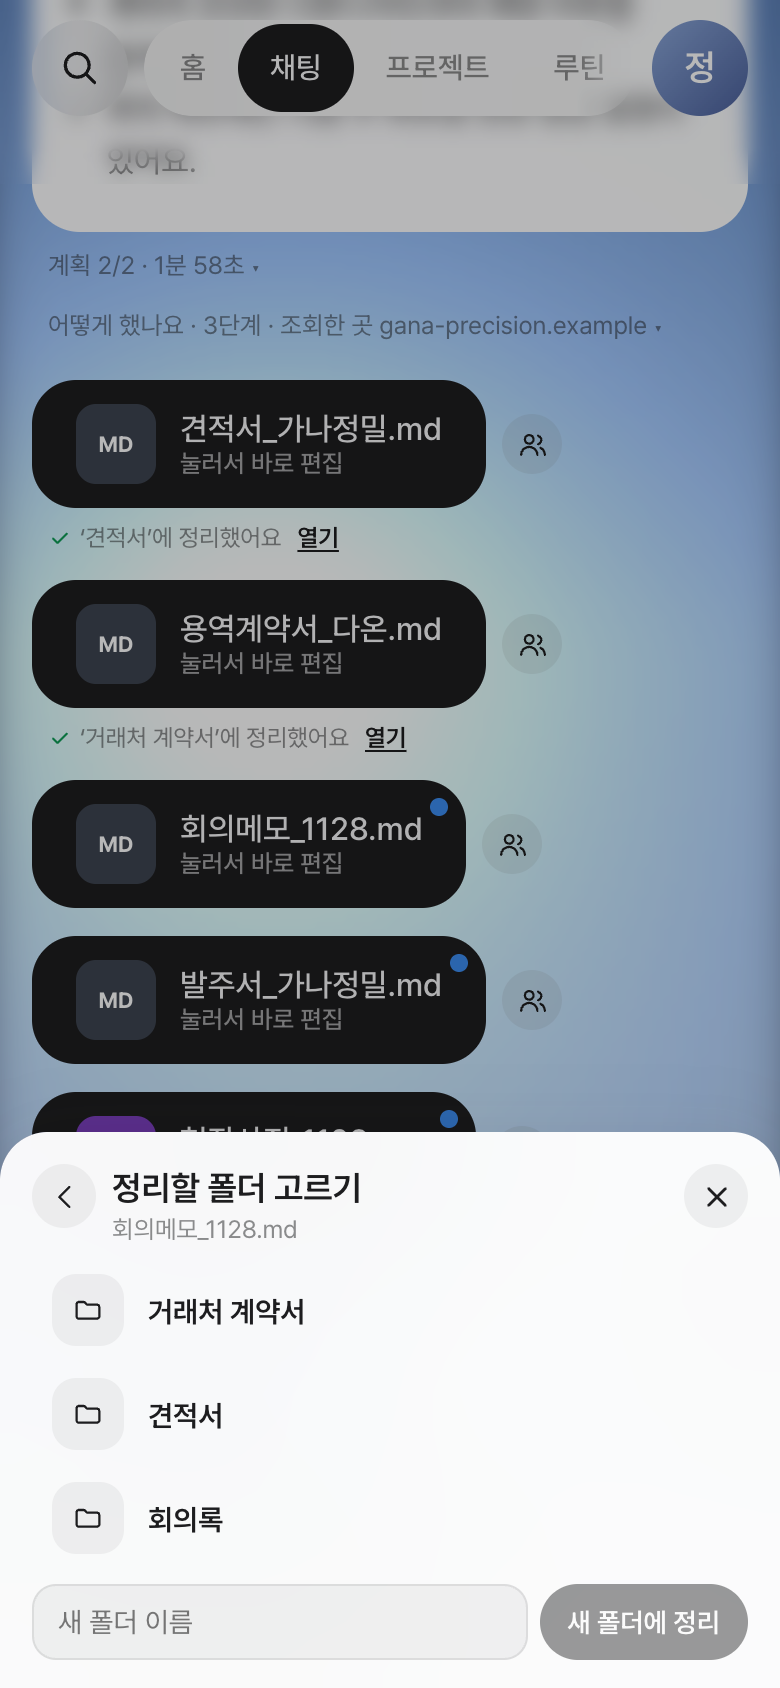 홈
채팅
프로젝트
루틴
정
있어요.
계획 2/2 · 1분 58초
어떻게 했나요 · 3단계 · 조회한 곳 gana-precision.example
MD
견적서_가나정밀.md
눌러서 바로 편집
‘견적서’에 정리했어요 열기
MD
용역계약서_다온.md
눌러서 바로 편집
‘거래처 계약서’에 정리했어요 열기
MD
회의메모_1128.md
눌러서 바로 편집
MD
발주서_가나정밀.md
눌러서 바로 편집
정리할 폴더 고르기
회의메모_1128.md
거래처 계약서
견적서
회의록
새 폴더 이름
새 폴더에 정리